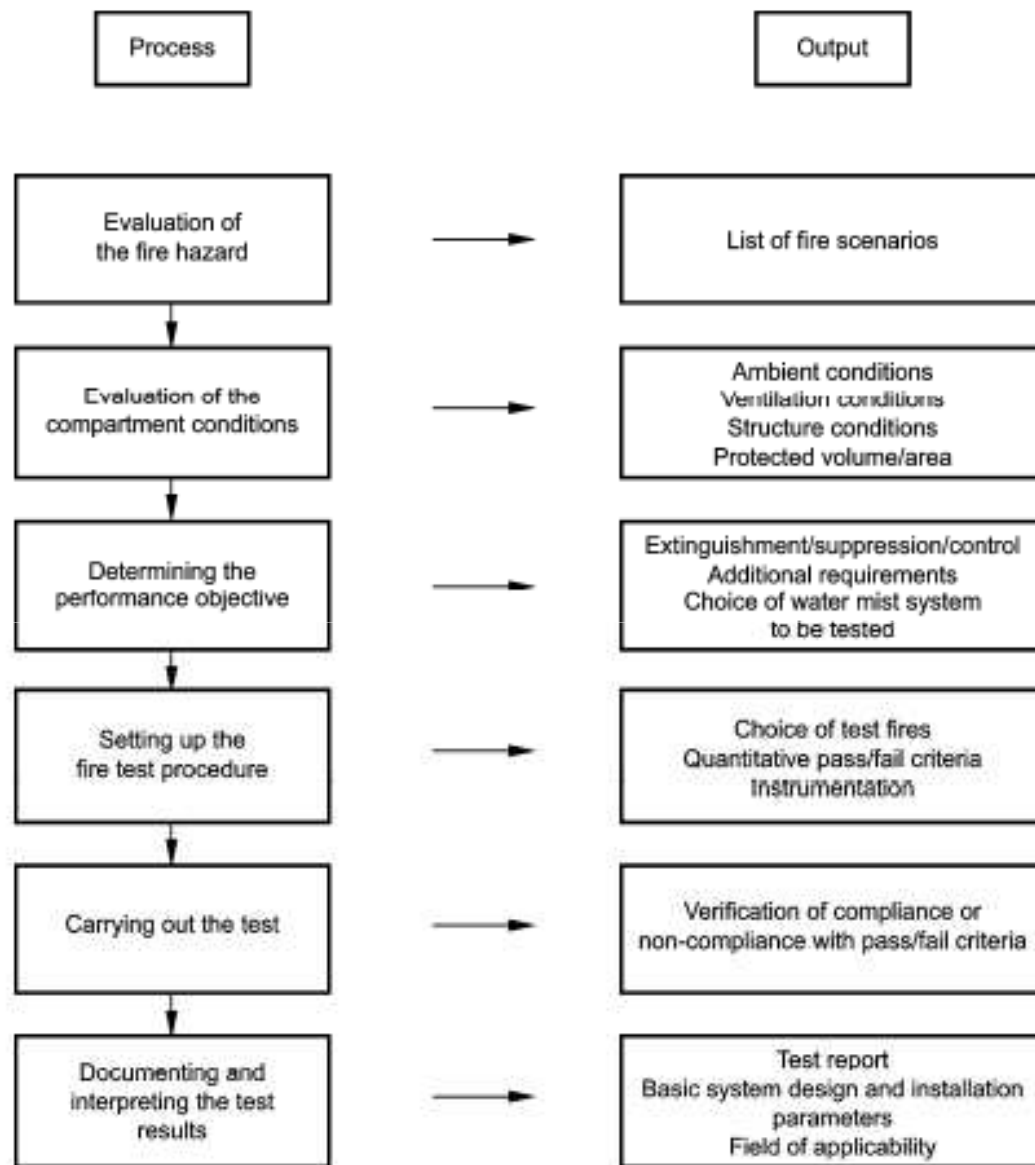 Process
Output
Evaluation of
the fire hazard
List of fire scenarios
Evaluation of the
compartment conditions
Ambient conditions
Ventilation conditions
Structure conditions
Protected volume/area
Determining the
performance objective
Extinguishment/suppression/control
Additional requirements
Choice of water mist system
to be tested
Setting up the
fire test procedure
Choice of test fires
Quantitative pass/fail criteria
Instrumentation
Carrying out the test
Verification of compliance or
non-compliance with pass/fail criteria
Documenting and
interpreting the test
results
Test report
Basic system design and installation
parameters
Field of applicability